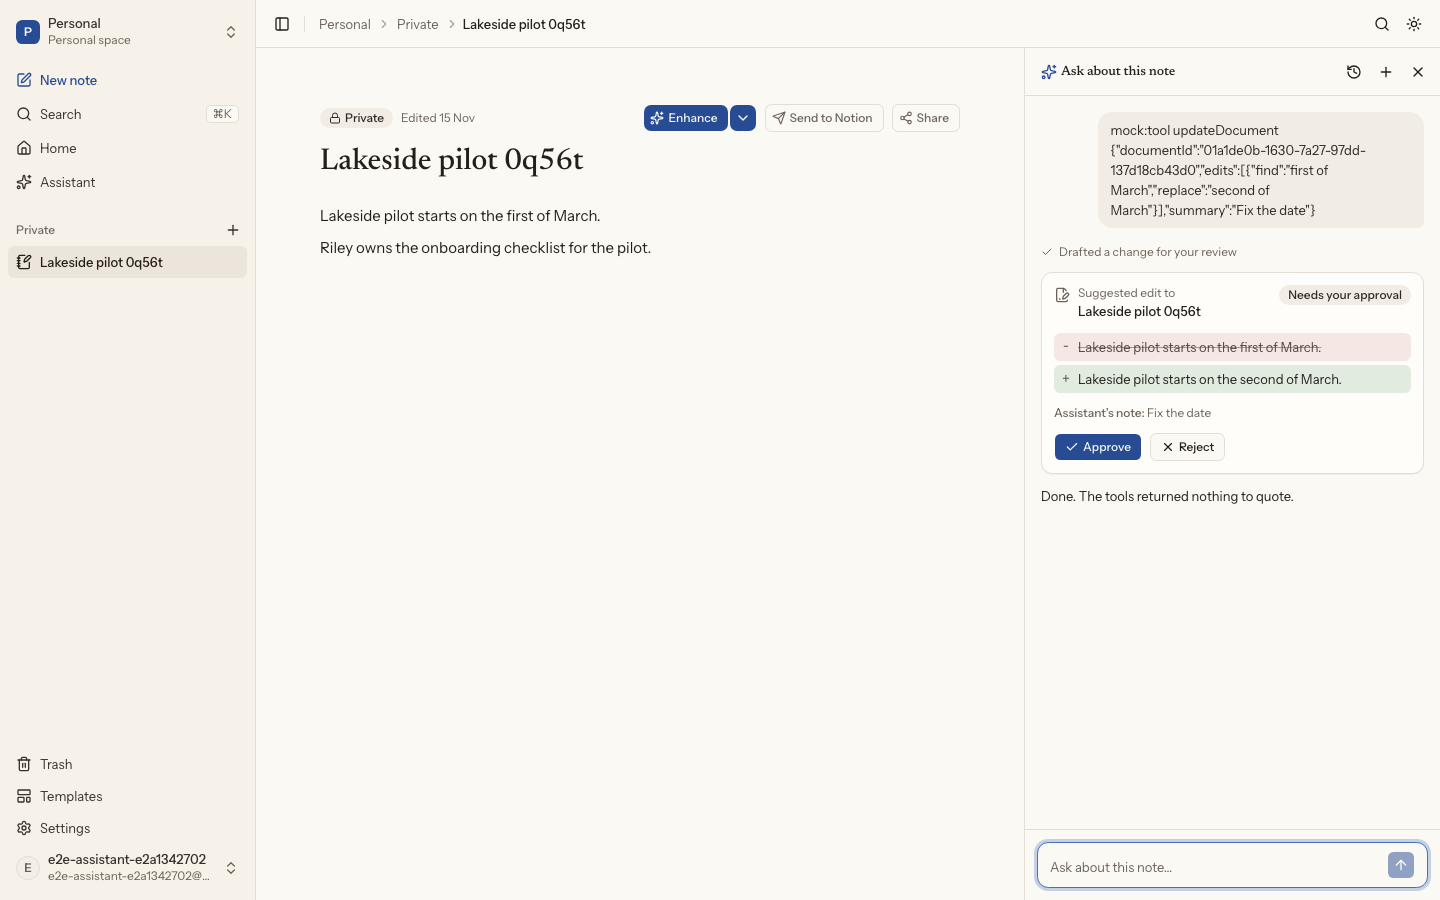 P
Personal
Personal space
New note
Search
⌘K
Home
Assistant
Private
Lakeside pilot 0q56t
Trash
Templates
Settings
E
e2e-assistant-e2a1342702
e2e-assistant-e2a1342702@...
Personal
Private
Lakeside pilot 0q56t
Private
Edited 15 Nov
Enhance
Send to Notion
Share
Lakeside pilot 0q56t
Lakeside pilot starts on the first of March.
Riley owns the onboarding checklist for the pilot.
Ask about this note
mock:tool updateDocument
{"documentId":"01a1de0b-1630-7a27-97dd-
137d18cb43d0","edits":[{"find":"first of
March","replace":"second of
March"}],"summary":"Fix the date"}
Drafted a change for your review
Suggested edit to
Needs your approval
Lakeside pilot 0q56t
- Lakeside pilot starts on the first of March.
+ Lakeside pilot starts on the second of March.
Assistant's note: Fix the date
Approve
Reject
Done. The tools returned nothing to quote.
Ask about this note...